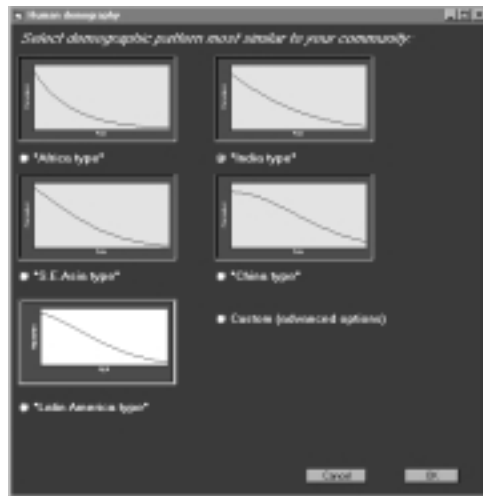 Human demography
Select demographic pattern most similar to your community:
"Africa type"
"India type"
"S.E.Asia type"
"China type"
Custom (advanced options)
"Latin America type"
Cancel
OK